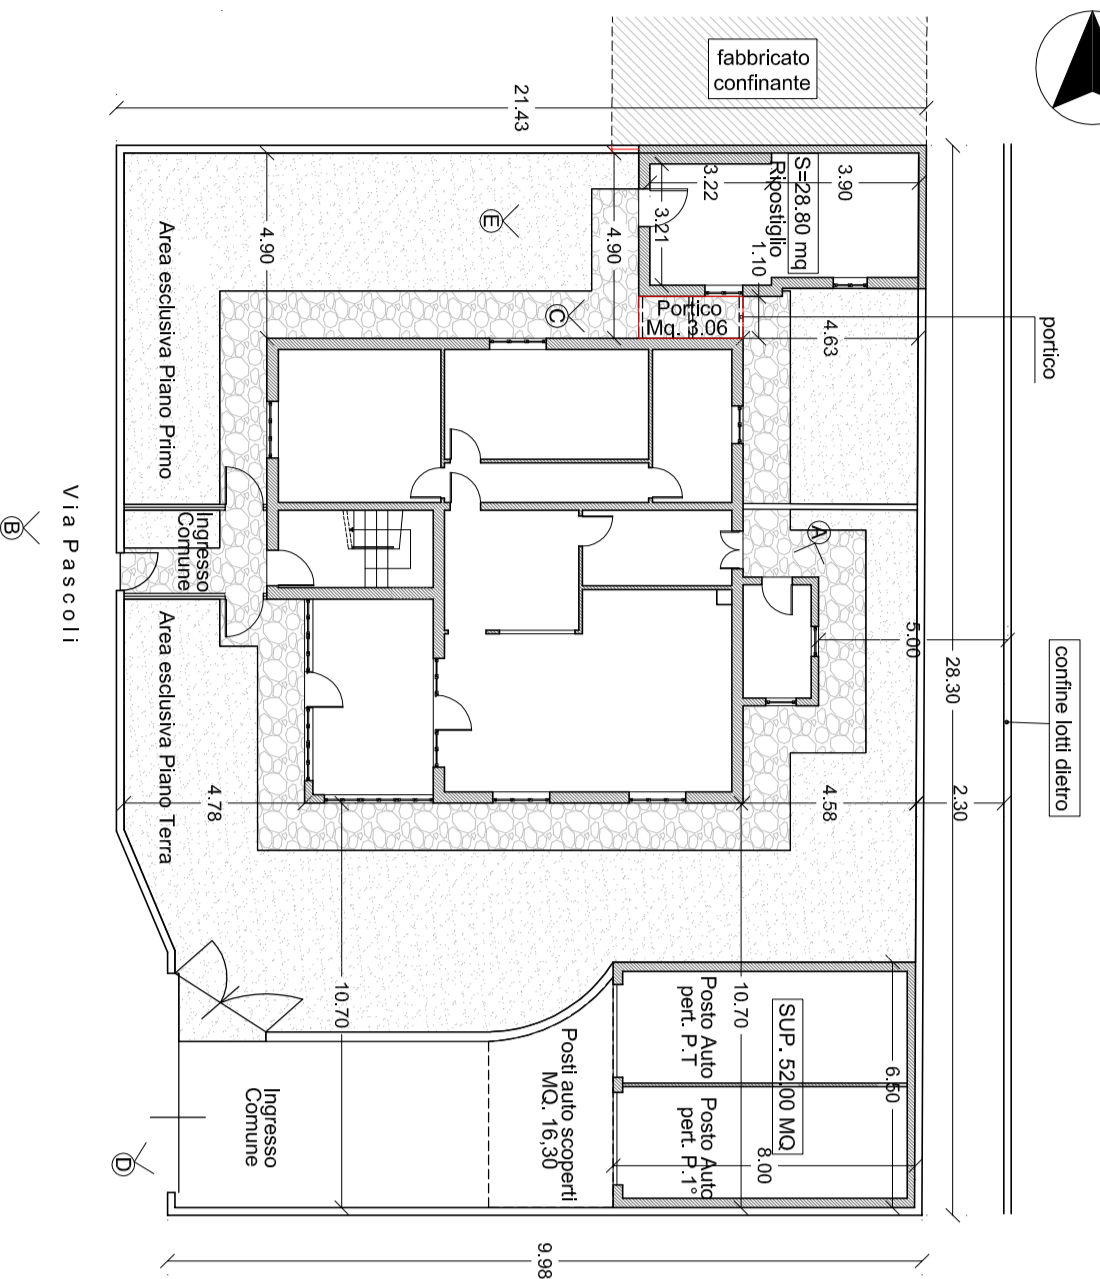 fabbricato
confinante
21.43
3.90
S=28.80 mq
Ripostiglio
3.22
3.21
1.10
E
4.90
4.90
C
Portico
Mq. 3.06
4.63
portico
Area esclusiva Piano Primo
Via Pascoli
B
Ingresso
Comune
A
5.00
28.30
confine lotti dietro
Area esclusiva Piano Terra
4.78
4.58
2.30
10.70
10.70
Posto Auto
pert. P.T
SUP. 52.00 MQ
6.50
Posti auto scoperti
MQ. 16,30
Posto Auto
pert. P.1°
8.00
Ingresso
Comune
D
9.98